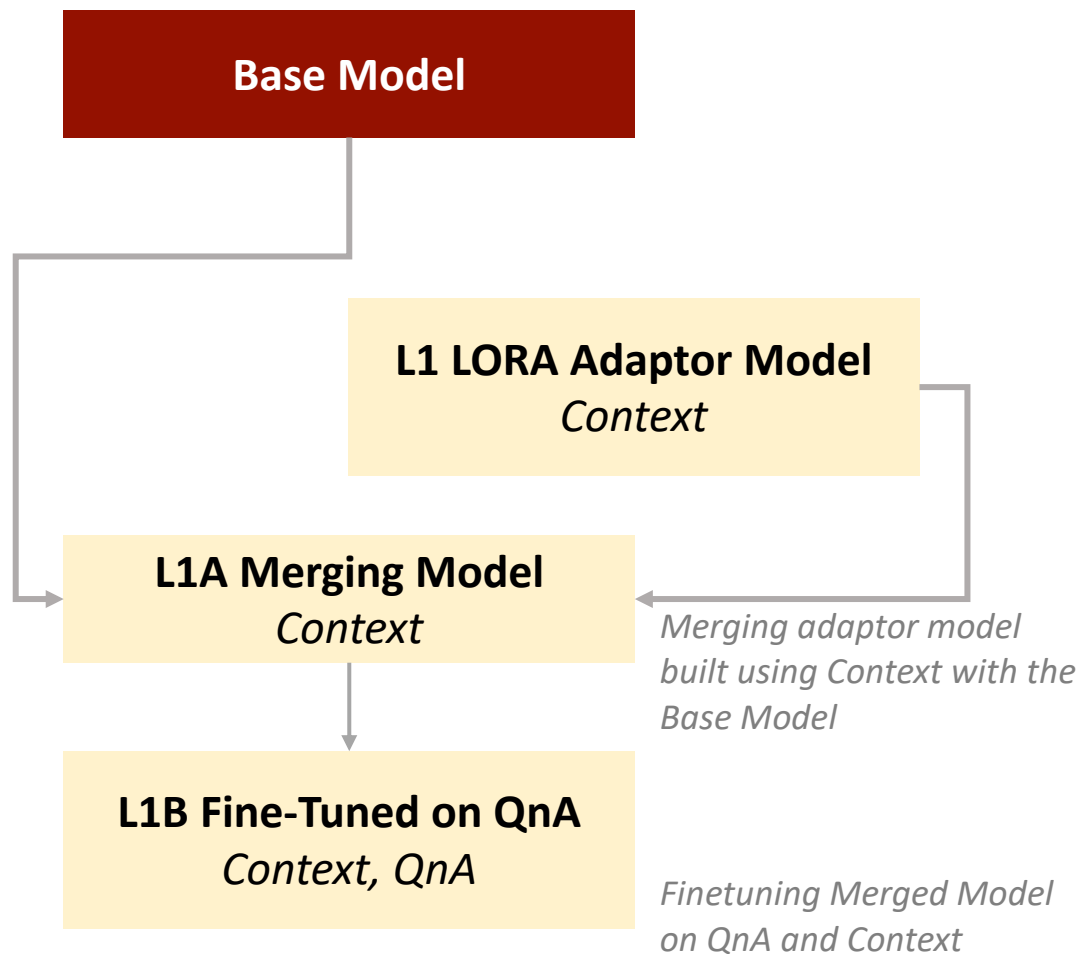 Base Model
L1 LORA Adaptor Model
Context
L1A Merging Model
Context
Merging adaptor model
built using Context with the
Base Model
L1B Fine-Tuned on QnA
Context, QnA
Finetuning Merged Model
on QnA and Context